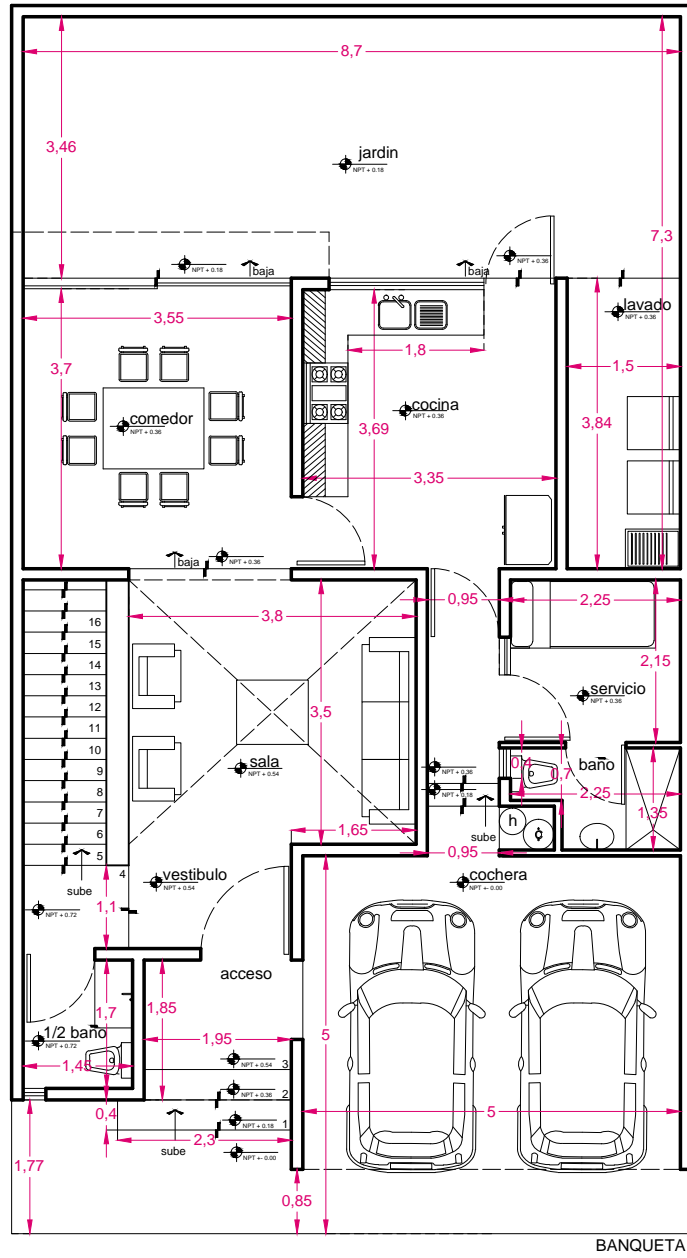 8,7
3,46
jardin
NPT + 0.18
7,3
NPT + 0.18
baja
baja
NPT + 0.36
lavado
NPT + 0.36
3,55
3,7
1,8
1,5
comedor
NPT + 0.36
cocina
NPT + 0.36
3,69
3,84
3,35
baja
NPT + 0.36
3,8
0,95
2,25
16
15
14
13
12
11
10
9
8
7
6
5
4
3,5
2,15
servicio
NPT + 0.36
sala
NPT + 0.54
NPT + 0.36
NPT + 0.18
0,4
0,7
baño
2,25
1,35
1,65
sube
h
0,95
sube
vestibulo
NPT + 0.54
cochera
NPT +- 0.00
1,1
NPT + 0.72
acceso
1,7
1,85
1/2 baño
NPT + 0.72
1,45
1,95
5
NPT + 0.54
3
NPT + 0.36
2
NPT + 0.18
1
0,4
sube
2,3
NPT +- 0.00
5
1,77
0,85
BANQUETA